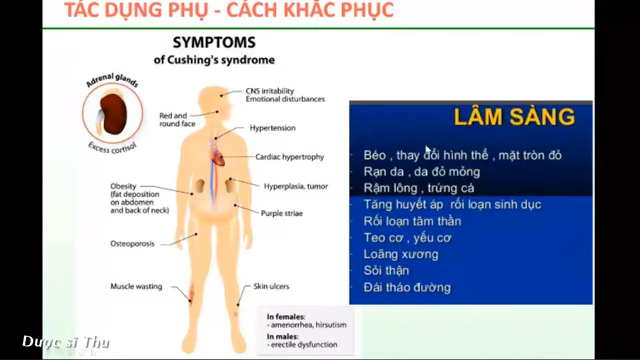 TÁC DỤNG PHỤ - CÁCH KHẮC PHỤC
SYMPTOMS
of Cushing's syndrome
Adrenal glands
Excess cortisol
CNS irritability
Emotional disturbances
Red and
round face
Hypertension
Cardiac hypertrophy
Obesity
(fat deposition
on abdomen
and back of neck)
Hyperplasia, tumor
Purple striae
Osteoporosis
Muscle wasting
Skin ulcers
In females:
- amenorrhea, hirsutism
In males:
- erectile dysfunction
LÂM SÀNG
- Béo , thay đổi hình thể , mặt tròn đỏ
- Rạn da , da đỏ mỏng
- Rậm lông , trứng cá
- Tăng huyết áp rối loạn sinh dục
- Rối loạn tâm thần
- Teo cơ , yếu cơ
- Loãng xương
- Sỏi thận
- Đái tháo đường
Dược sĩ Thu